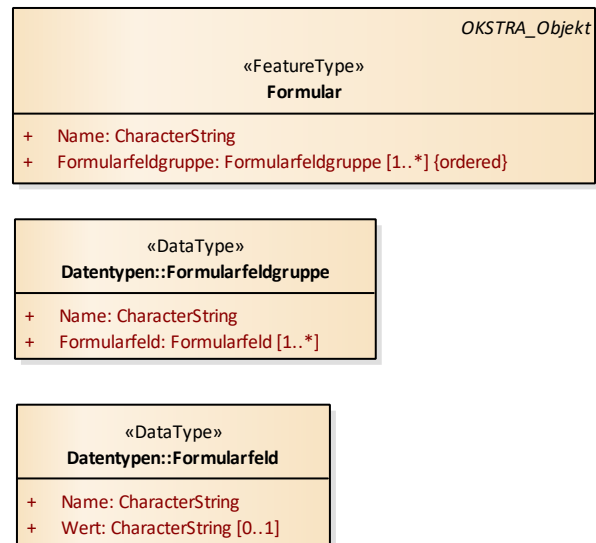 OKSTRA_Objekt
«FeatureType»
Formular
+ Name: CharacterString
+ Formularfeldgruppe: Formularfeldgruppe [1..*] {ordered}
«DataType»
Datentypen::Formularfeldgruppe
+ Name: CharacterString
+ Formularfeld: Formularfeld [1..*]
«DataType»
Datentypen::Formularfeld
+ Name: CharacterString
+ Wert: CharacterString [0..1]